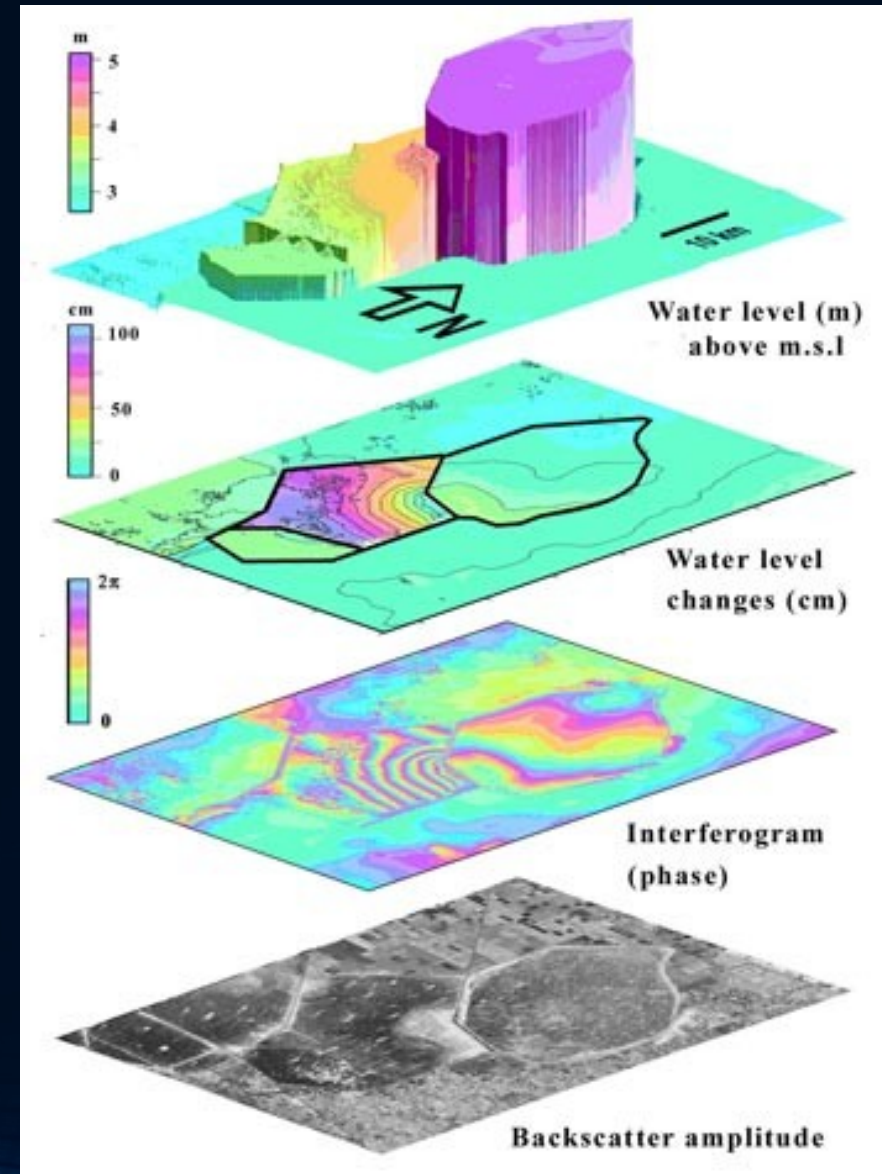 m
5
4
3
10 km
N
Water level (m)
above m.s.l
cm
100
50
0
Water level
changes (cm)
2π
0
Interferogram
(phase)
Backscatter amplitude